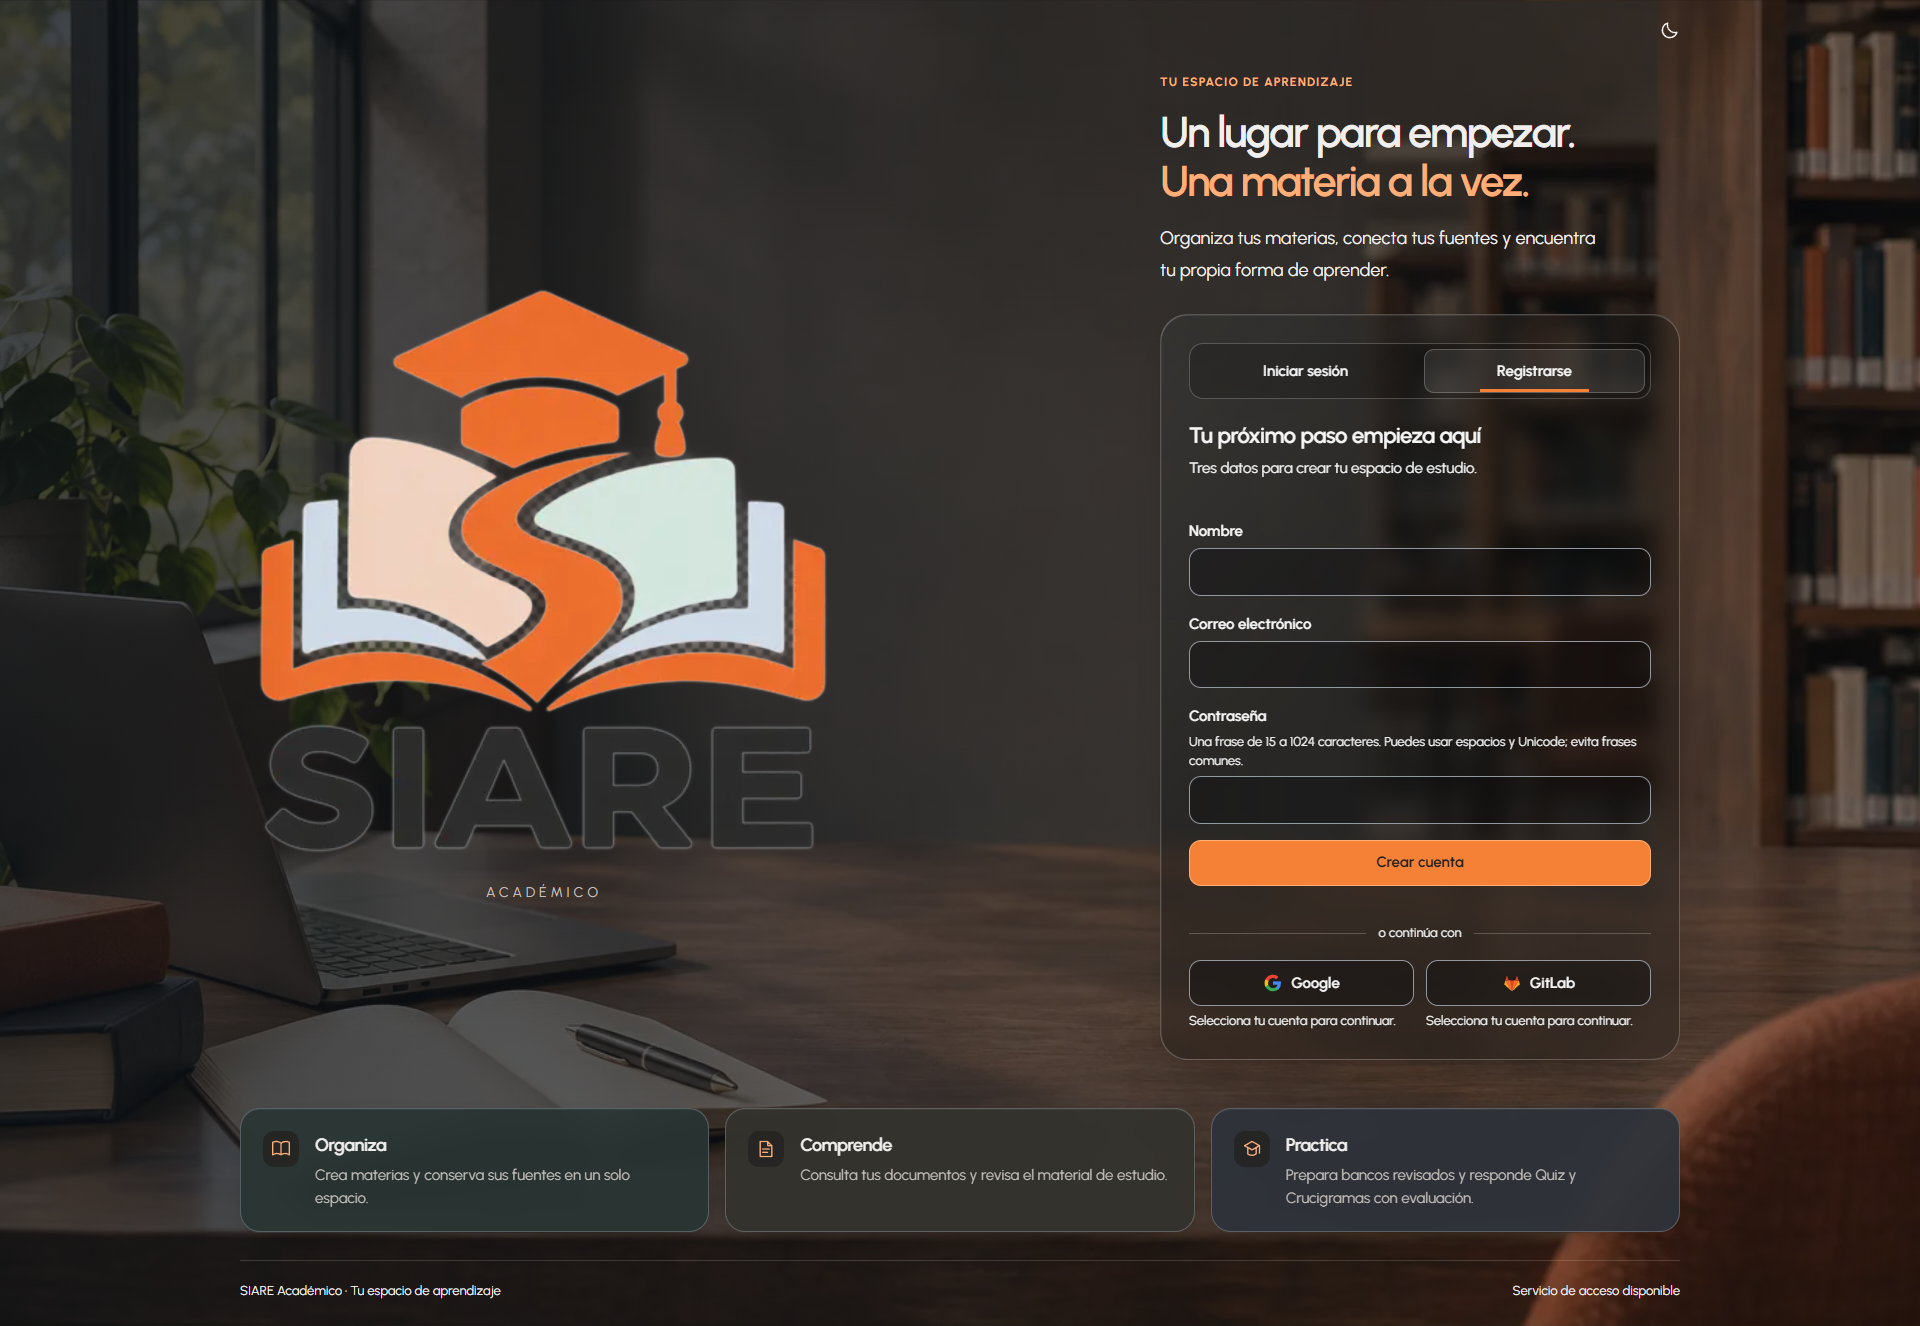 TU ESPACIO DE APRENDIZAJE
Un lugar para empezar.
Una materia a la vez.
Organiza tus materias, conecta tus fuentes y encuentra
tu propia forma de aprender.
SIARE
ACADÉMICO
Iniciar sesión
Registrarse
Tu próximo paso empieza aquí
Tres datos para crear tu espacio de estudio.
Nombre
Correo electrónico
Contraseña
Una frase de 15 a 1024 caracteres. Puedes usar espacios y Unicode; evita frases
comunes.
Crear cuenta
o continúa con
Google
GitLab
Selecciona tu cuenta para continuar.
Selecciona tu cuenta para continuar.
Organiza
Crea materias y conserva sus fuentes en un solo
espacio.
Comprende
Consulta tus documentos y revisa el material de estudio.
Practica
Prepara bancos revisados y responde Quiz y
Crucigramas con evaluación.
SIARE Académico · Tu espacio de aprendizaje
Servicio de acceso disponible